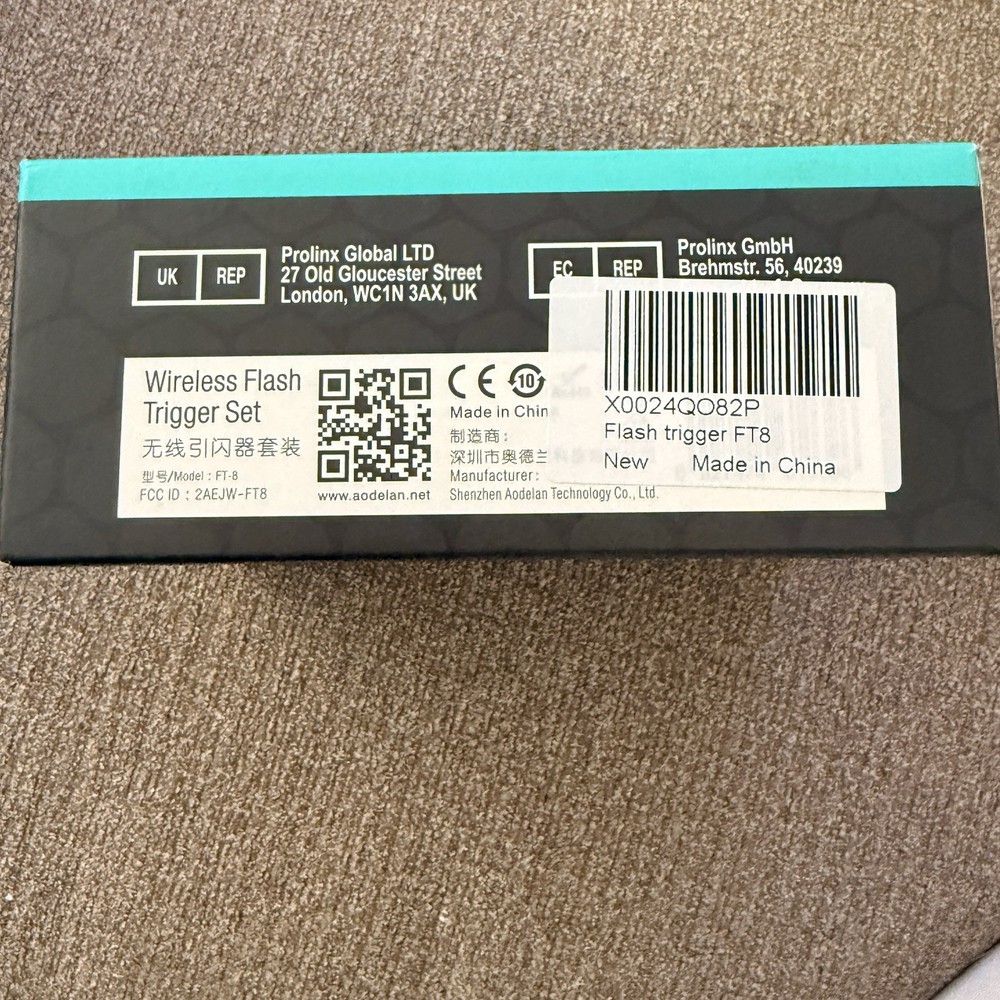 UK REP
Prolinx Global LTD
27 Old Gloucester Street
London, WC1N 3AX, UK
EC REP
Prolinx GmbH
Brehmstr. 56, 40239
Wireless Flash
Trigger Set
无线引闪器套装
型号/Model : FT-8
FCC ID : 2AEJW-FT8
www.aodelan.net
CE 10
Made in Chin
制造商:
深圳市奥德兰
Manufacturer:
Shenzhen Aodelan Technology Co., Ltd.
X0024QO82P
Flash trigger FT8
New Made in China